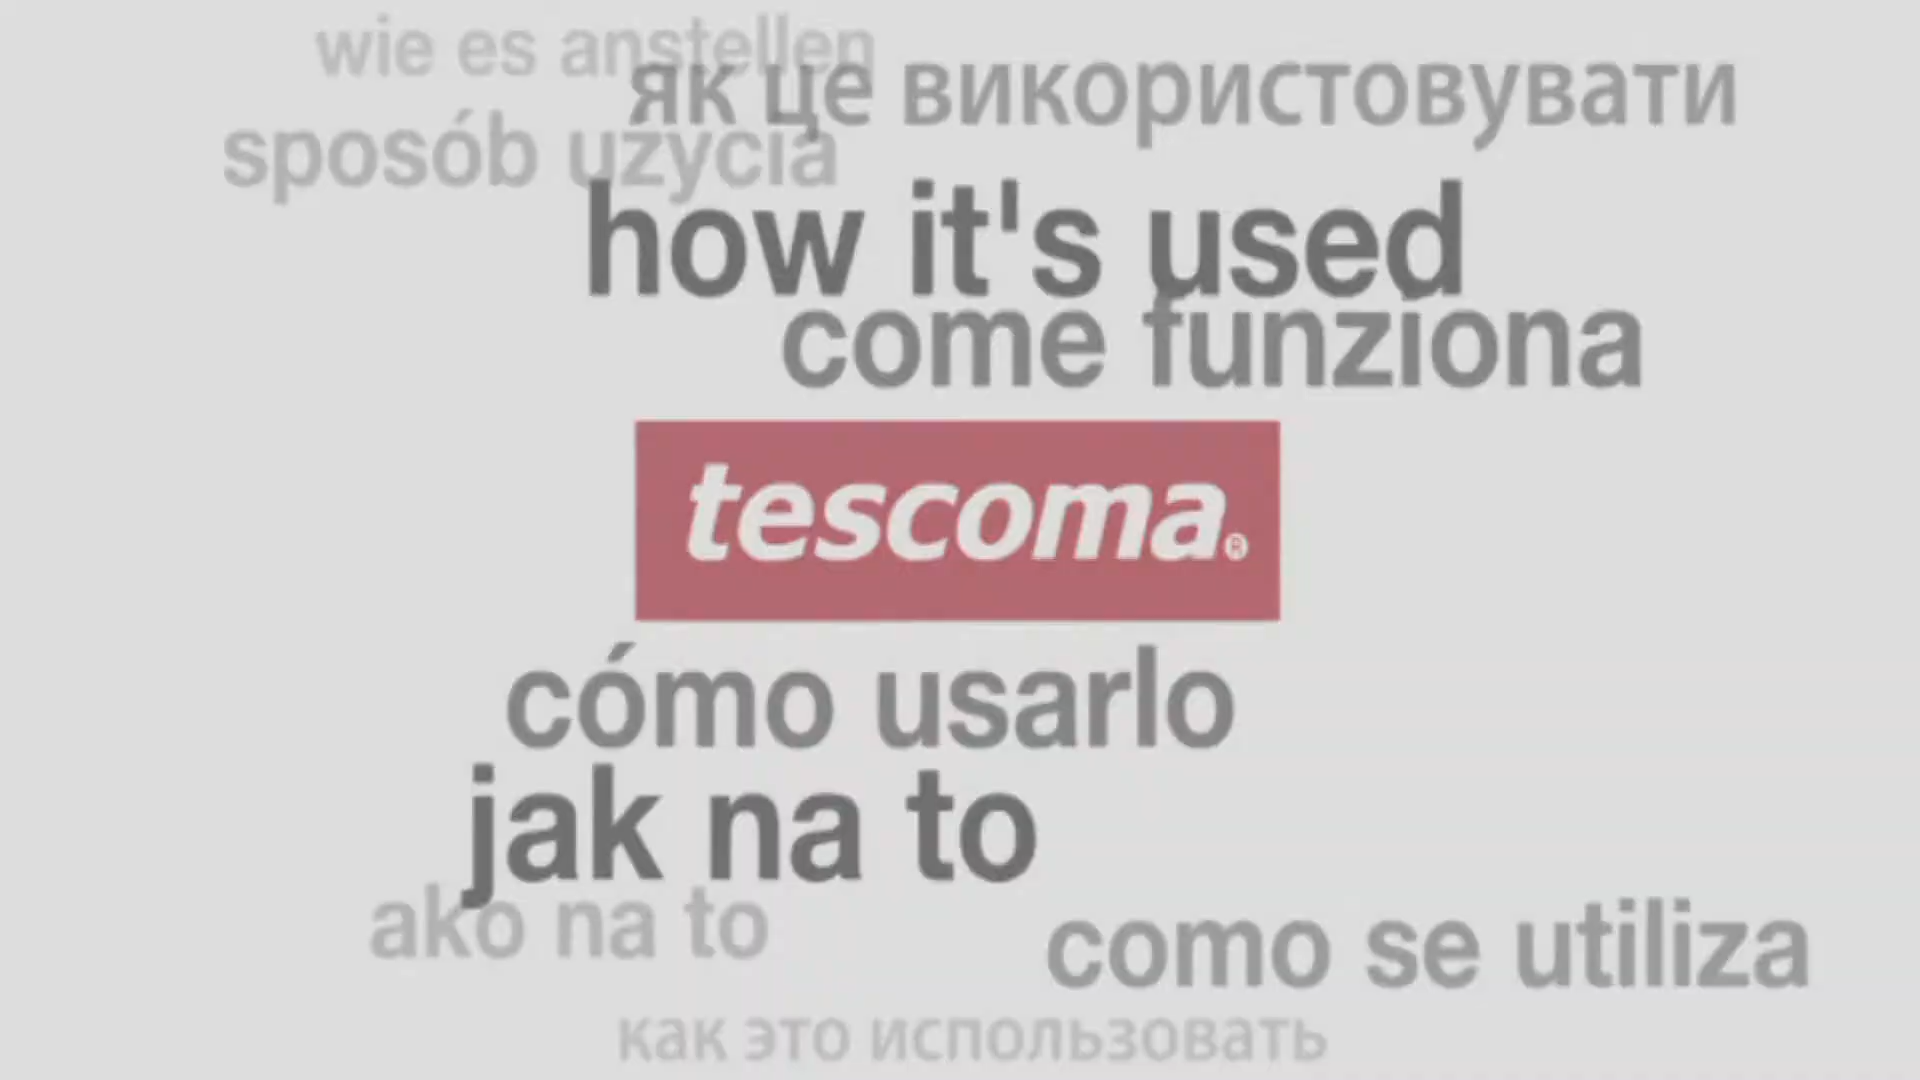 wie es anstellen
як це використовувати
sposób użycia
how it's used
come funziona
tescoma®
cómo usarlo
jak na to
ako na to
como se utiliza
как это использовать